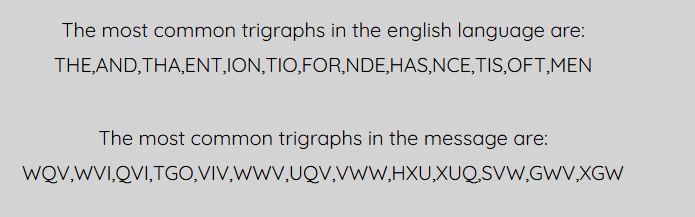 The most common trigraphs in the english language are:
THE,AND,THA,ENT,ION,TIO,FOR,NDE,HAS,NCE,TIS,OFT,MEN
The most common trigraphs in the message are:
WQV,WVI,QVI,TGO,VIV,WWV,UQV,VWW,HXU,XUQ,SVW,GWV,XGW